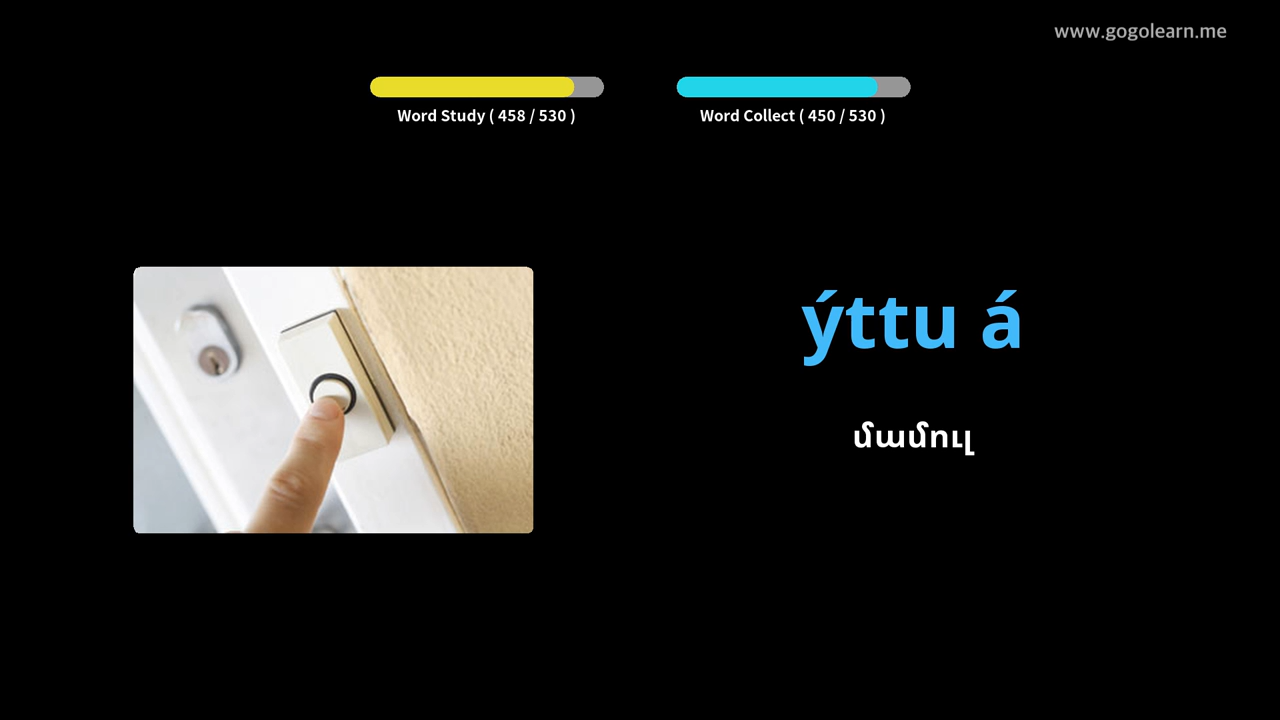 www.gogolearn.me
Word Study ( 458 / 530 )
Word Collect ( 450 / 530 )
ýttu á
մամուլ